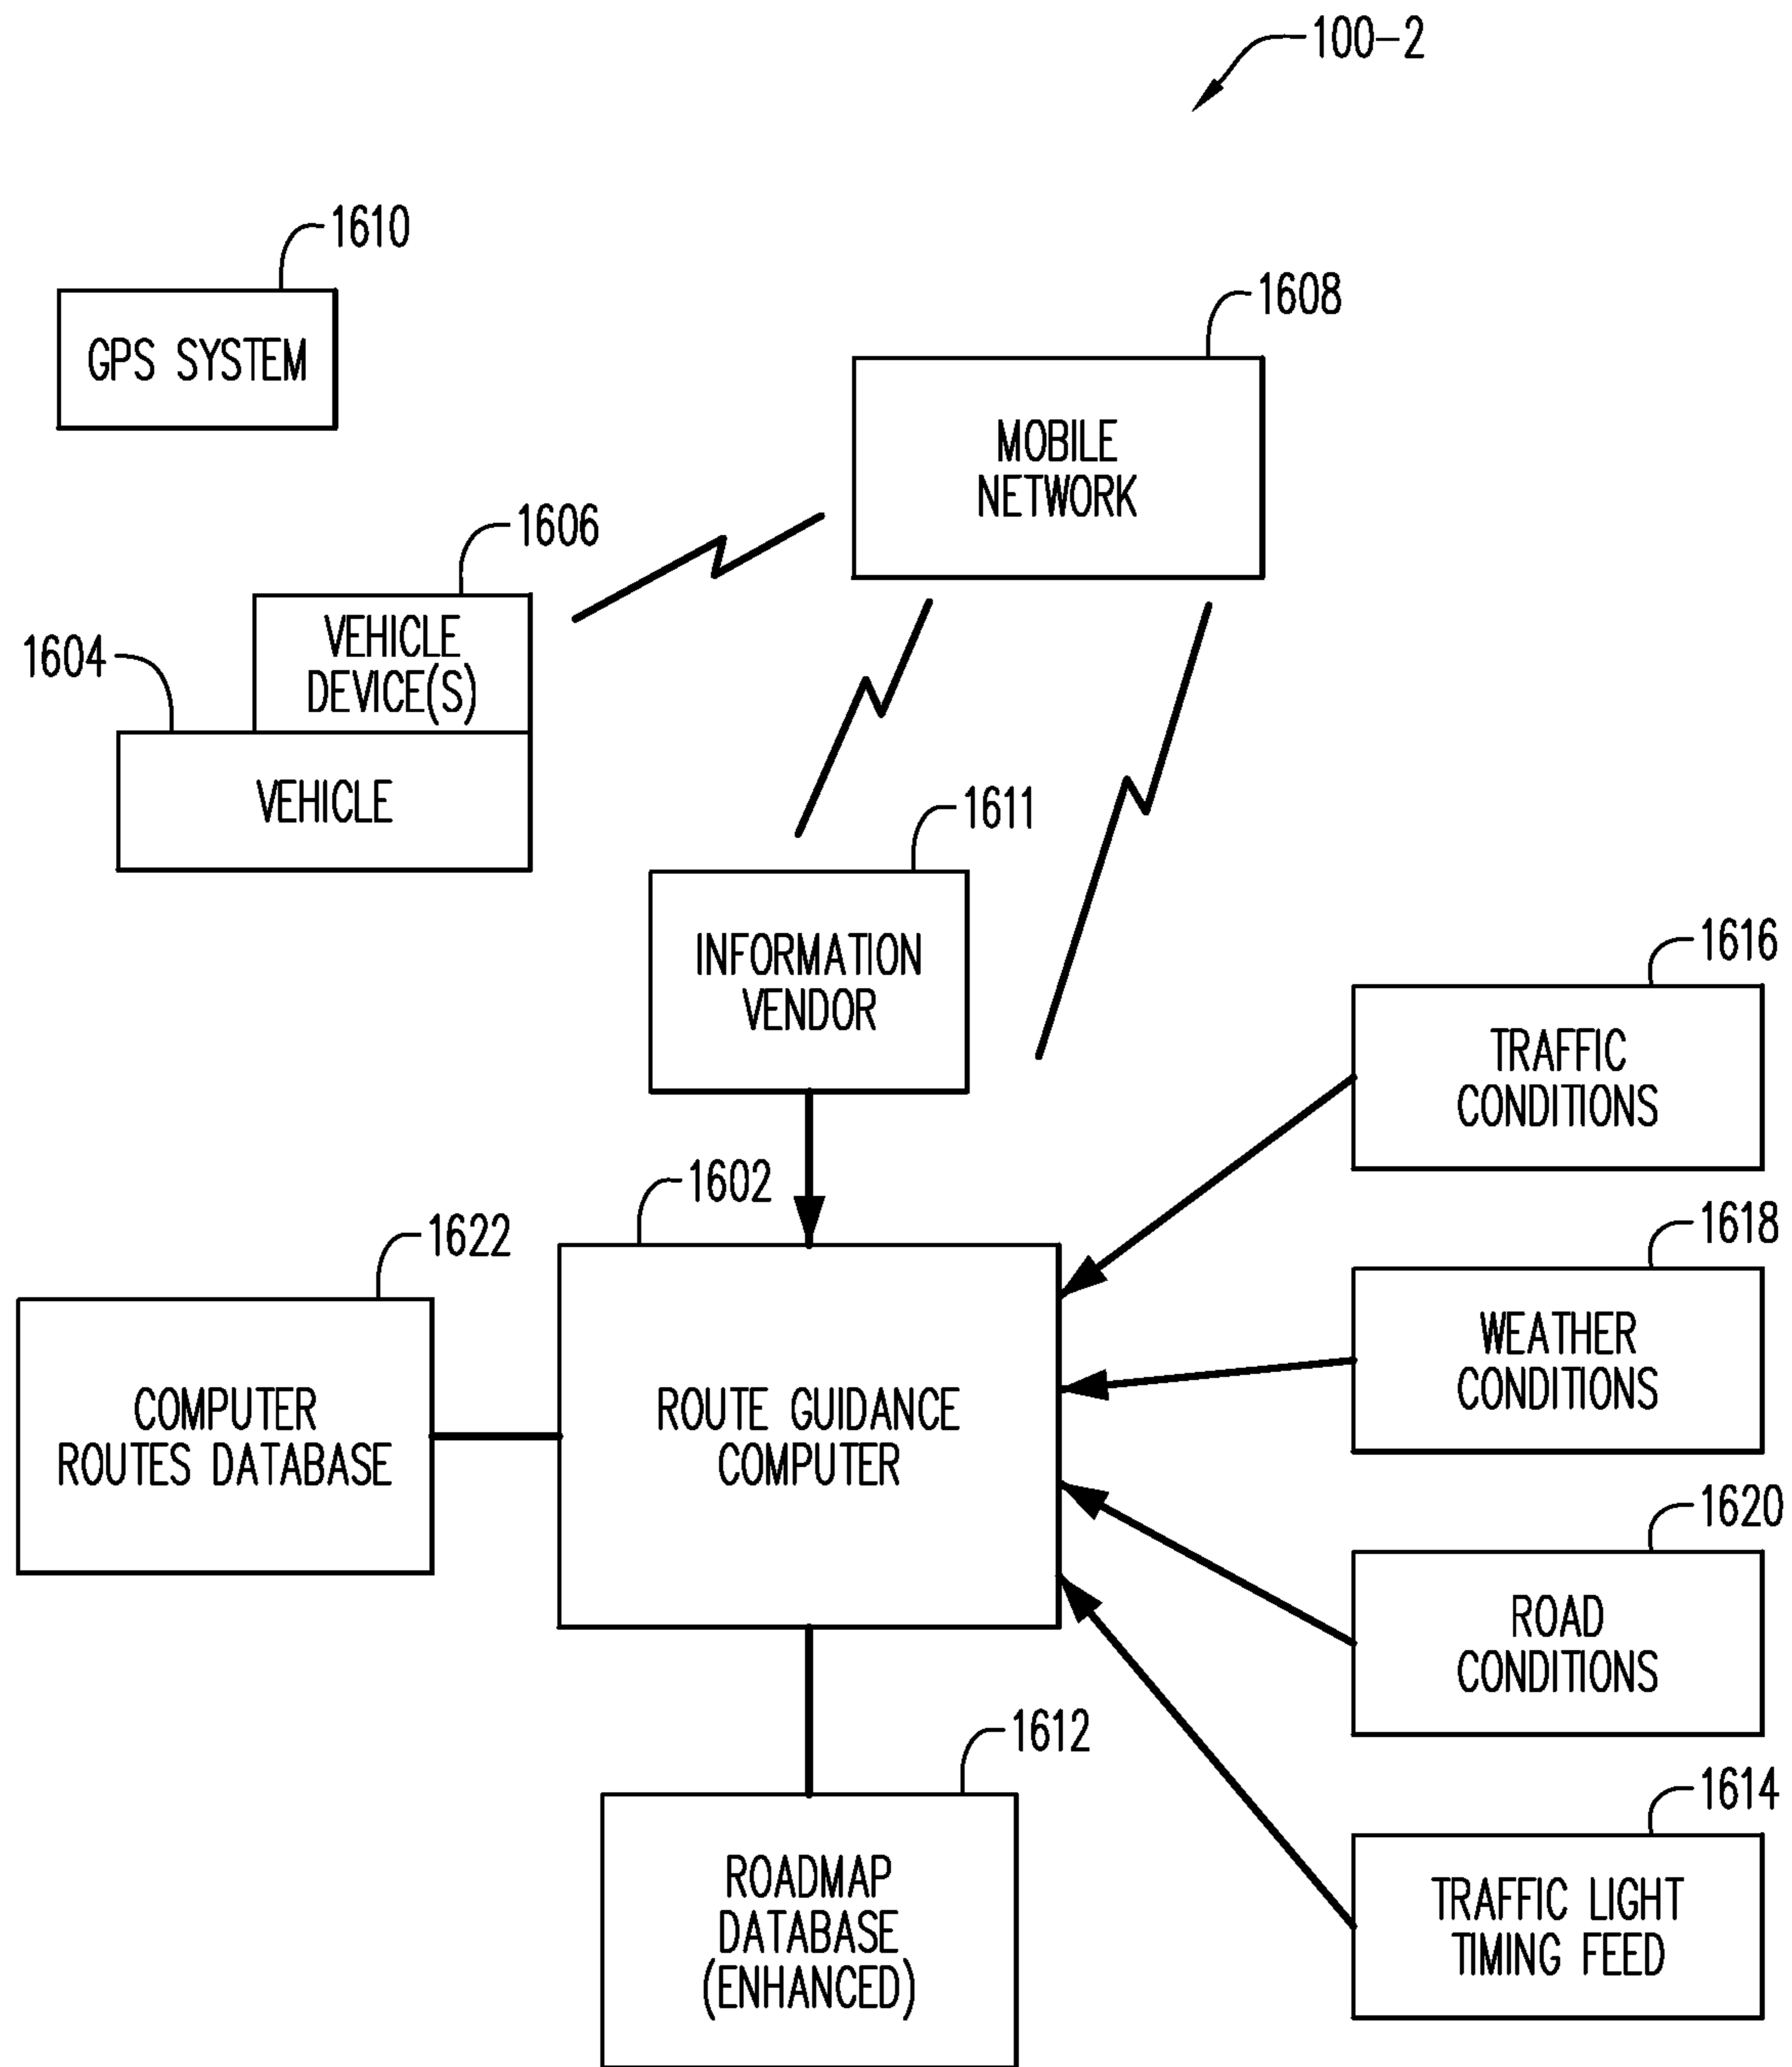 100-2
1610
GPS SYSTEM
1608
MOBILE
NETWORK
1606
VEHICLE
DEVICE(S)
1604
VEHICLE
1611
INFORMATION
VENDOR
1616
TRAFFIC
CONDITIONS
1602
1622
1618
COMPUTER
ROUTES DATABASE
ROUTE GUIDANCE
COMPUTER
WEATHER
CONDITIONS
1620
ROAD
CONDITIONS
1612
ROADMAP
DATABASE
(ENHANCED)
1614
TRAFFIC LIGHT
TIMING FEED